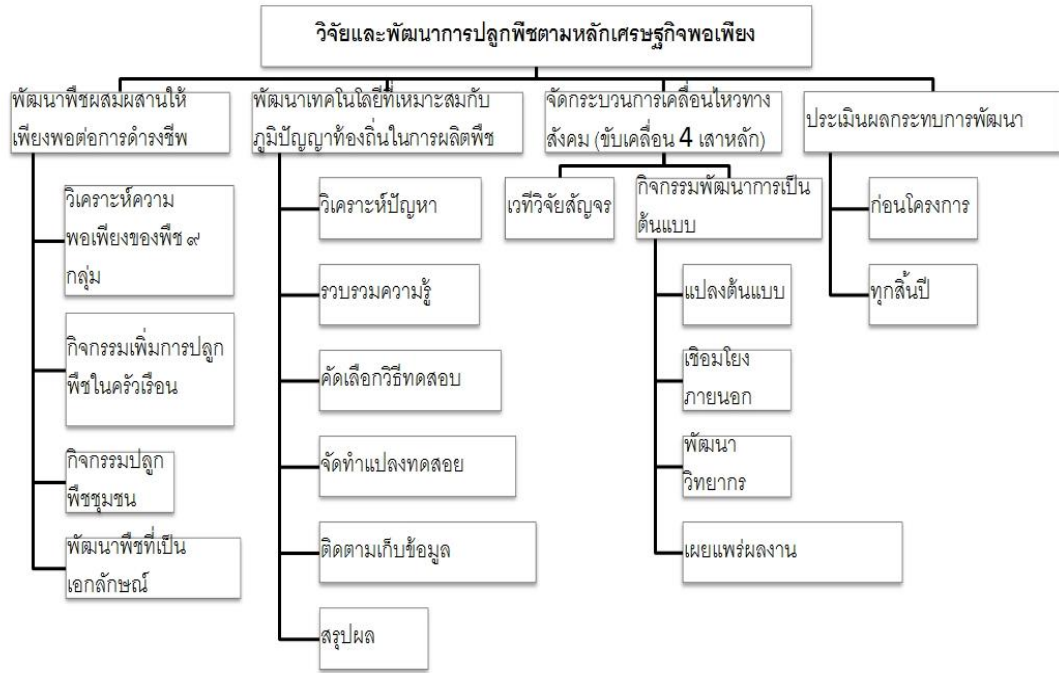 วิจัยและพัฒนาการปลูกพืชตามหลักเศรษฐกิจพอเพียง
พัฒนาพืชผสมผสานให้
เพียงพอต่อการดำรงชีพ
วิเคราะห์ความ
พอเพียงของพืช ๙
กลุ่ม
กิจกรรมเพิ่มการปลูก
พืชในครัวเรือน
กิจกรรมปลูก
พืชชุมชน
พัฒนาพืชที่เป็น
เอกลักษณ์
พัฒนาเทคโนโลยีที่เหมาะสมกับ
ภูมิปัญญาท้องถิ่นในการผลิตพืช
วิเคราะห์ปัญหา
รวบรวมความรู้
คัดเลือกวิธีทดสอบ
จัดทำแปลงทดสอย
ติดตามเก็บข้อมูล
สรุปผล
จัดกระบวนการเคลื่อนไหวทาง
สังคม (ขับเคลื่อน 4 เสาหลัก)
เวทีวิจัยสัญจร
กิจกรรมพัฒนาการเป็น
ต้นแบบ
แปลงต้นแบบ
เชิอมโยง
ภายนอก
พัฒนา
วิทยากร
เผยแพร่ผลงาน
ประเมินผลกระทบการพัฒนา
ก่อนโครงการ
ทุกสิ้นปี